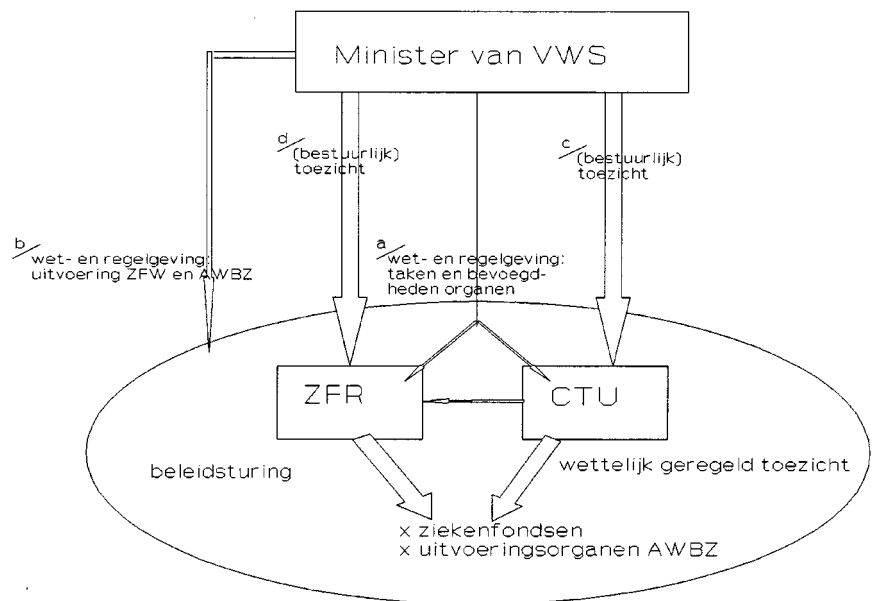 Minister van VWS
d
(bestuurlijk)
toezicht
c
(bestuurlijk)
toezicht
b
wet- en regelgeving:
uitvoering ZFW en AWBZ
a
wet- en regelgeving:
taken en bevoegd-
heden organen
ZFR
CTU
beleidsturing
wettelijk geregeld toezicht
x ziekenfondsen
x uitvoeringsorganen AWBZ